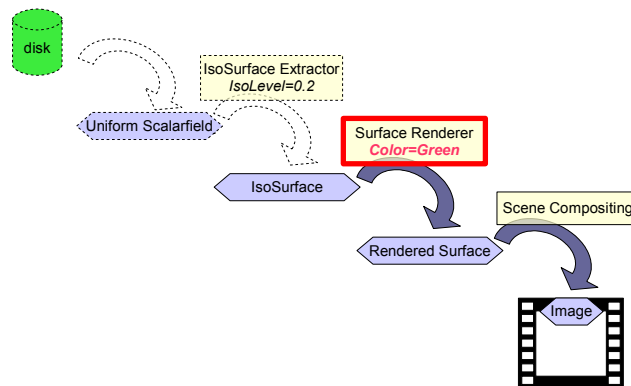 disk
IsoSurface Extractor
IsoLevel=0.2
Uniform Scalarfield
Surface Renderer
Color=Green
IsoSurface
Scene Compositing
Rendered Surface
Image